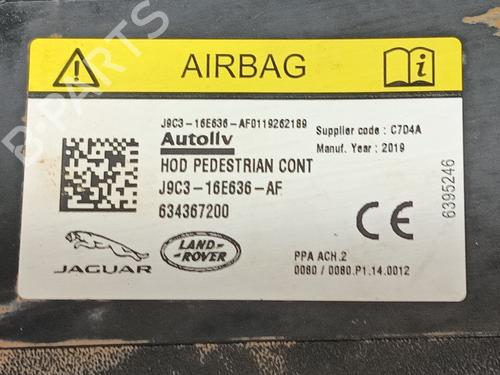 AIRBAG
J9C3-16E636-AF0119262189
Autoliv
Supplier code : C7D4A
Manuf. Year : 2019
HOD PEDESTRIAN CONT
J9C3-16E636-AF
634367200
6395246
CE
JAGUAR
LAND-
ROVER
PPA ACH.2
0080 / 0080.P1.14.0012
B-PARTS